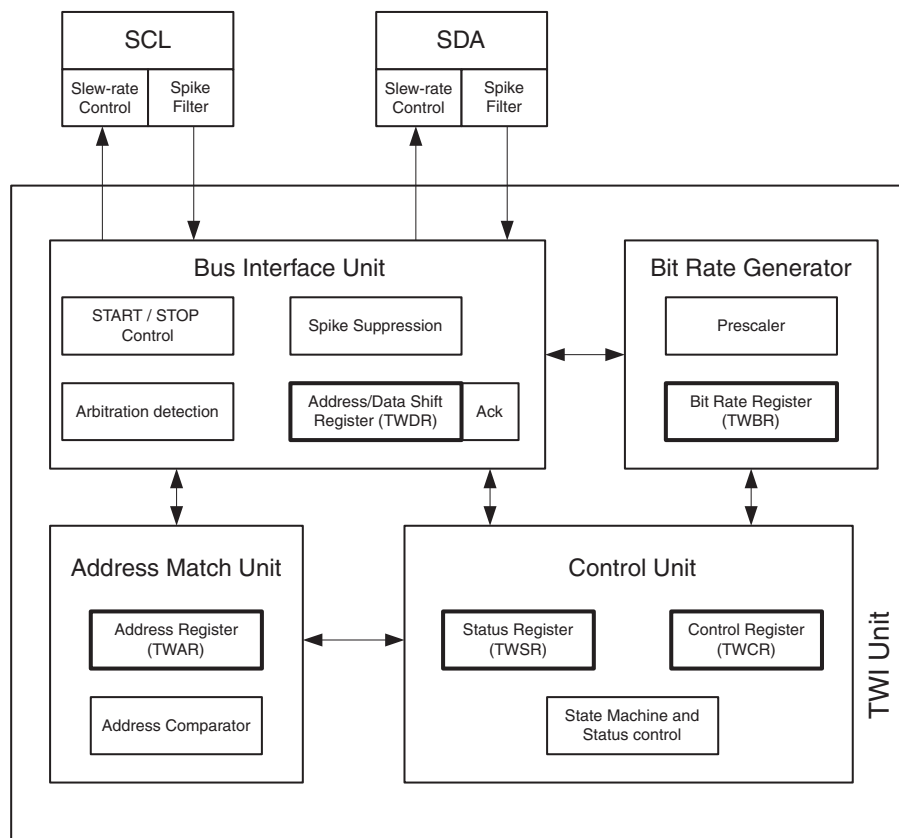 SCL
Slew-rate
Control
Spike
Filter
SDA
Slew-rate
Control
Spike
Filter
Bus Interface Unit
START / STOP
Control
Spike Suppression
Arbitration detection
Address/Data Shift
Register (TWDR)
Ack
Bit Rate Generator
Prescaler
Bit Rate Register
(TWBR)
Address Match Unit
Address Register
(TWAR)
Address Comparator
Control Unit
Status Register
(TWSR)
Control Register
(TWCR)
State Machine and
Status control
TWI Unit